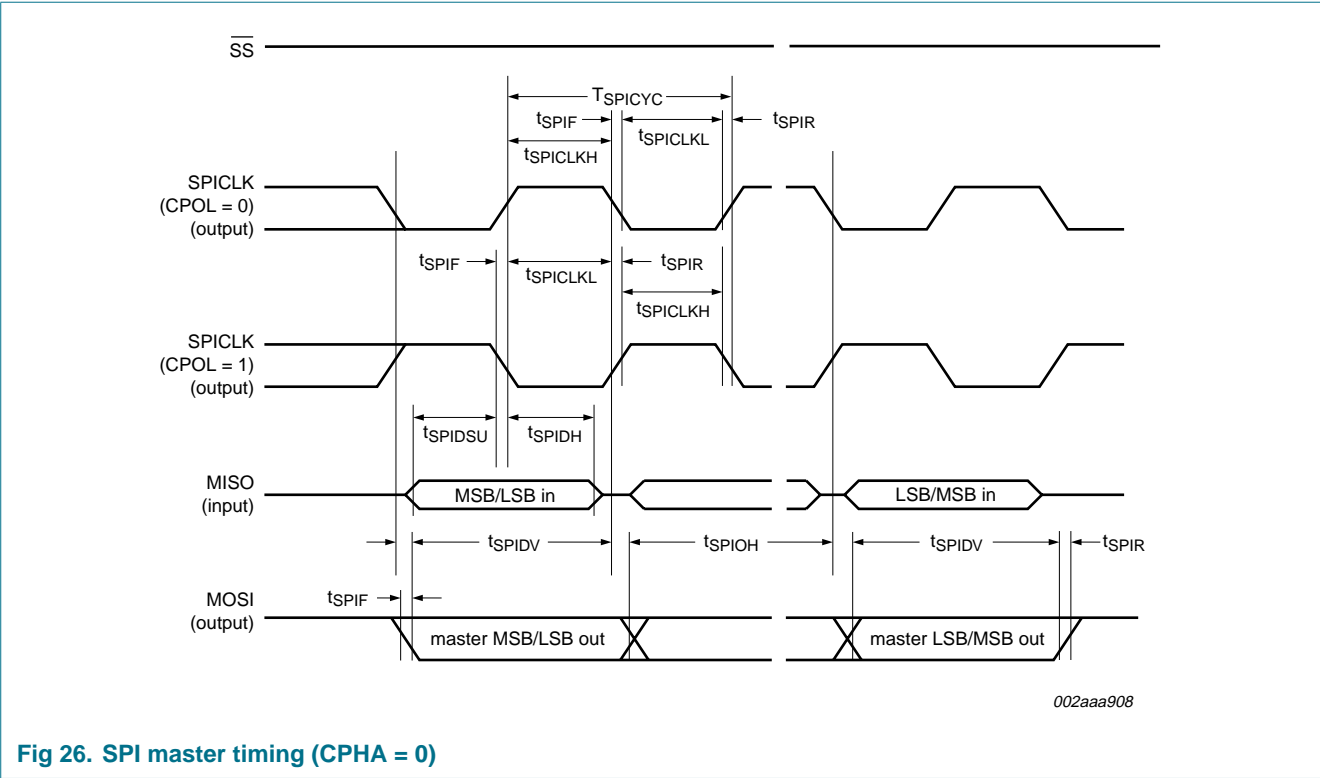 SS
TSPICYC
tSPIF
tSPICLKL
tSPIR
tSPICLKH
SPICLK
(CPOL = 0)
(output)
tSPIF
tSPICLKL
tSPIR
tSPICLKH
SPICLK
(CPOL = 1)
(output)
tSPIDSU
tSPIDH
MISO
(input)
MSB/LSB in
LSB/MSB in
tSPIDV
tSPIOH
tSPIDV
tSPIR
tSPIF
MOSI
(output)
master MSB/LSB out
master LSB/MSB out
002aaa908
Fig 26. SPI master timing (CPHA = 0)